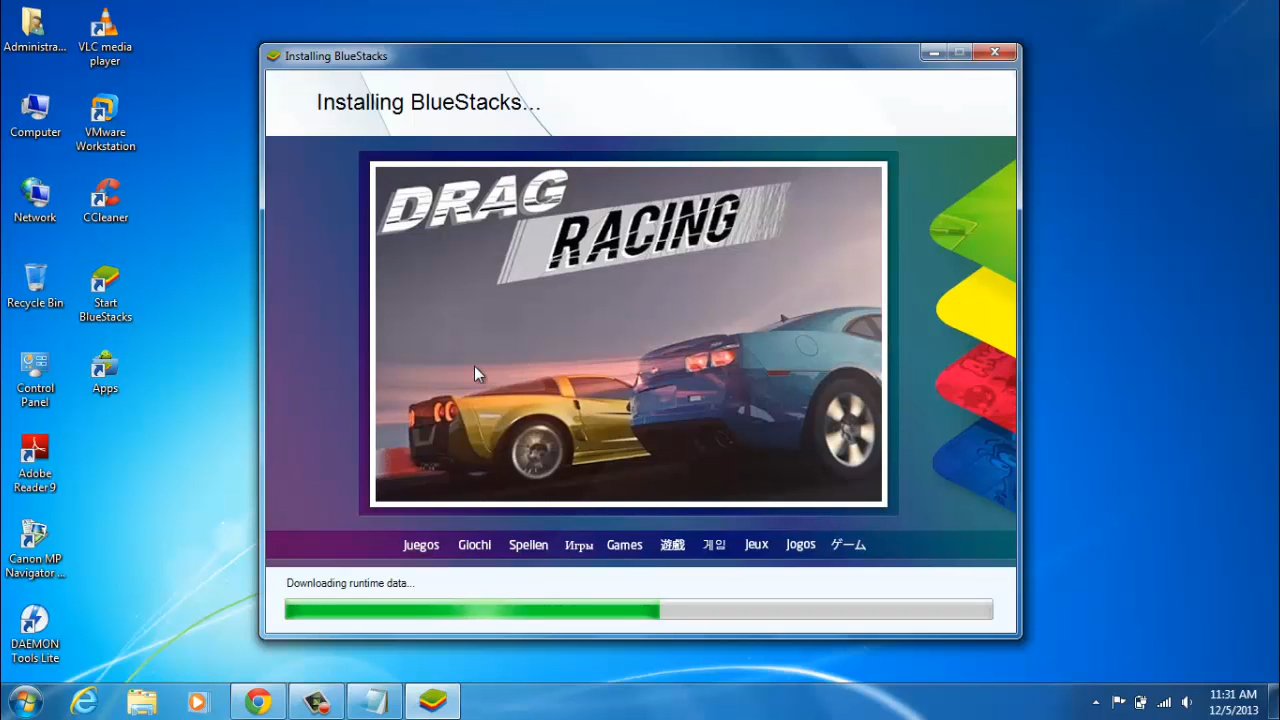 Administra...
VLC media
player
Computer
VMware
Workstation
Network
CCleaner
Recycle Bin
Start
BlueStacks
Control
Panel
Apps
Adobe
Reader 9
Canon MP
Navigator ...
DAEMON
Tools Lite
Installing BlueStacks
Installing BlueStacks...
DRAG
RACING
Juegos Giochi Spellen Игры Games 遊戲 게임 Jeux Jogos ゲーム
Downloading runtime data...
11:31 AM
12/5/2013